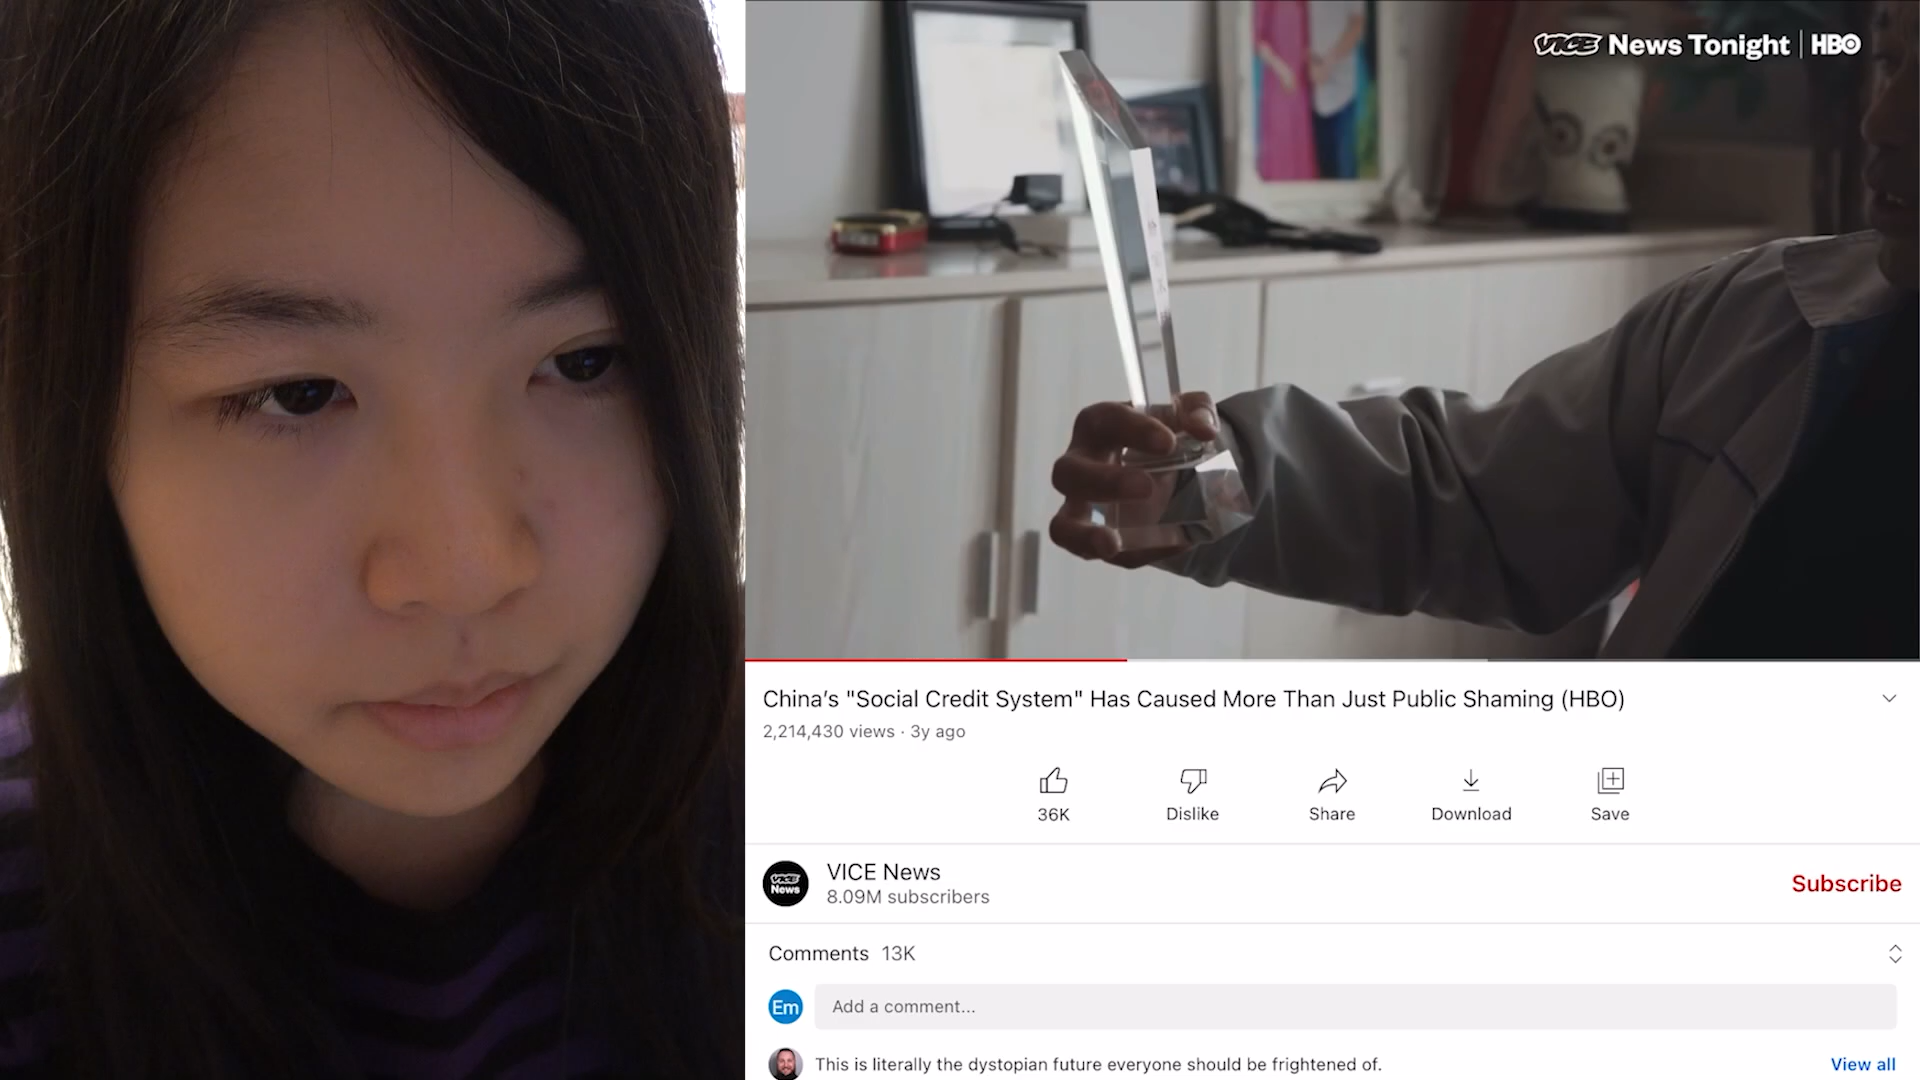 VICE News Tonight | HBO
China's "Social Credit System" Has Caused More Than Just Public Shaming (HBO)
2,214,430 views · 3y ago
36K
Dislike
Share
Download
Save
VICE News
VICE News
8.09M subscribers
Subscribe
Comments 13K
Em
Add a comment...
This is literally the dystopian future everyone should be frightened of.
View all